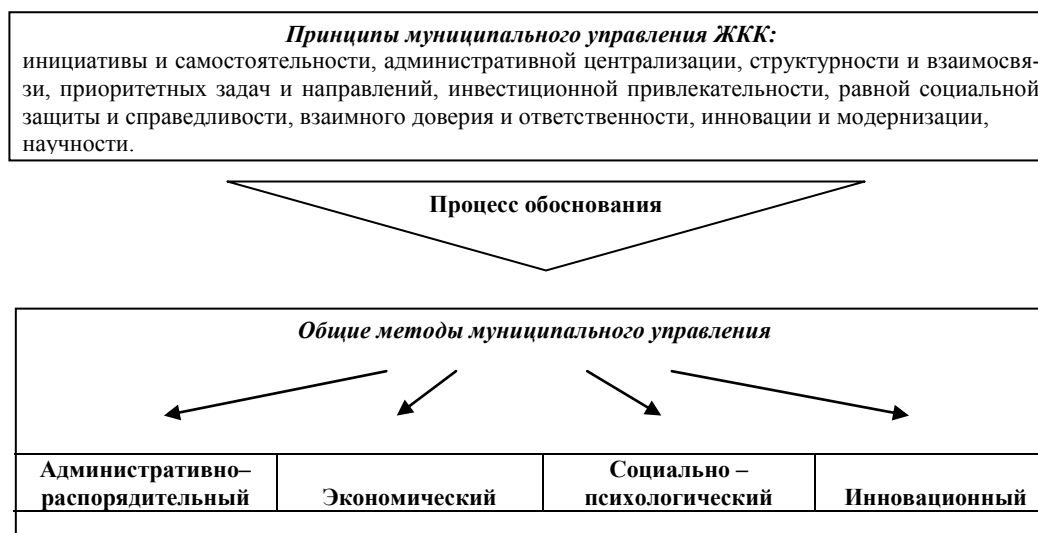 Принципы муниципального управления ЖКК:
инициативы и самостоятельности, административной централизации, структурности и взаимосвя-
зи, приоритетных задач и направлений, инвестиционной привлекательности, равной социальной
защиты и справедливости, взаимного доверия и ответственности, инновации и модернизации,
научности.
Процесс обоснования
Общие методы муниципального управления
Административно–
распорядительный
Экономический
Социально –
психологический
Инновационный